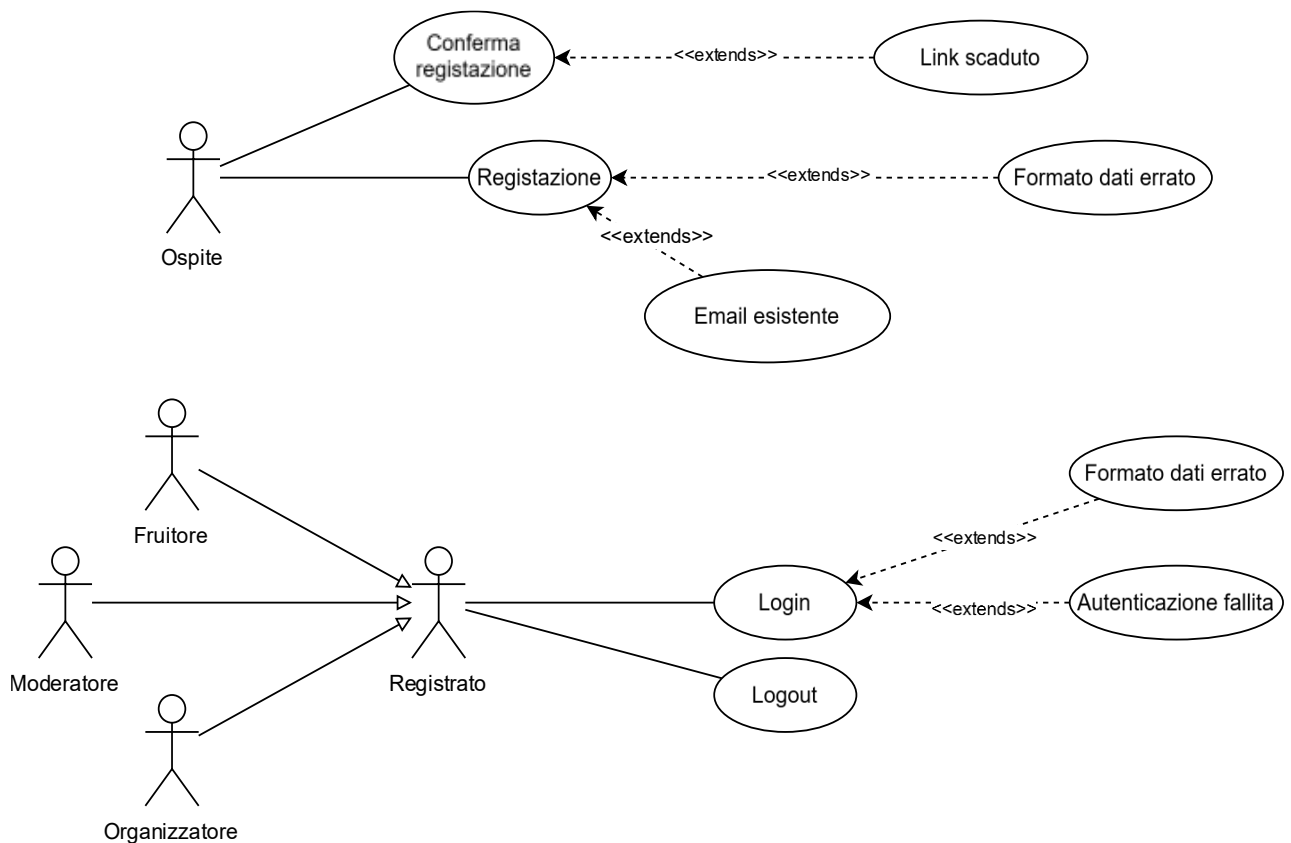 Conferma
registazione
<<extends>>
Link scaduto
Registazione
<<extends>>
Formato dati errato
<<extends>>
Ospite
Email esistente
Fruitore
Formato dati errato
<<extends>>
Login
<<extends>>
Autenticazione fallita
Moderatore
Registrato
Logout
Organizzatore